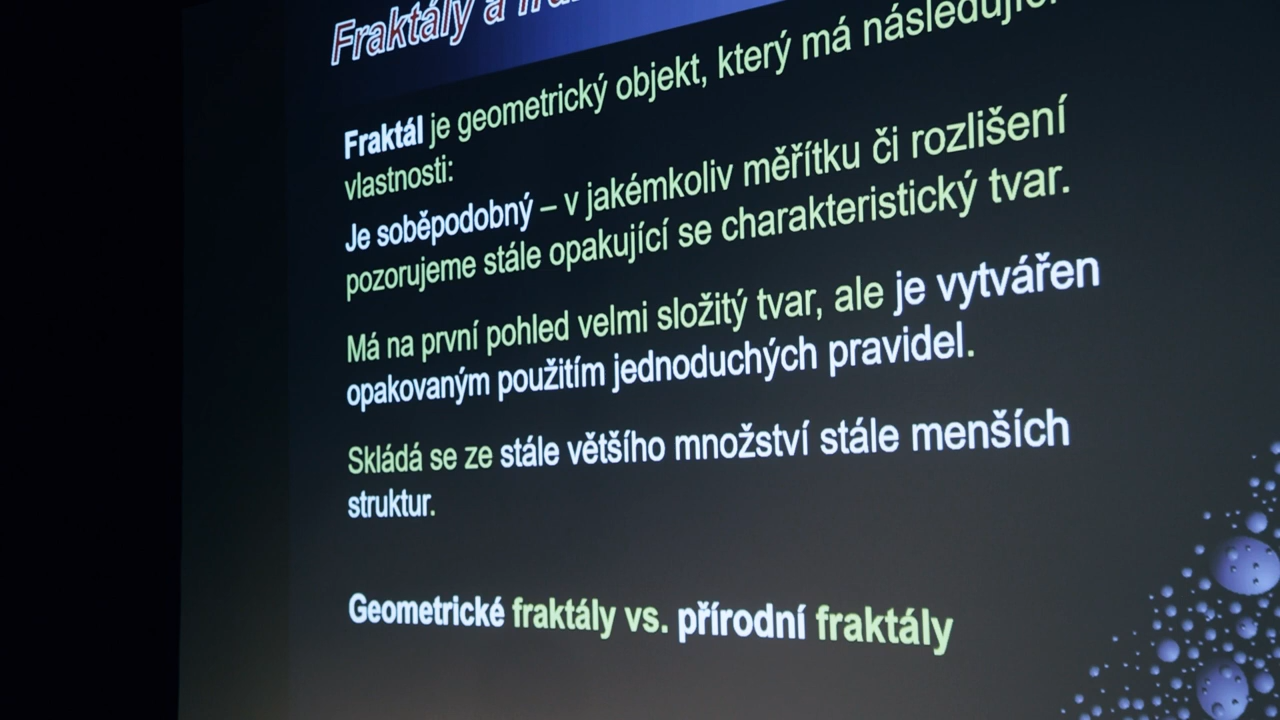 Fraktály a
Fraktál je geometrický objekt, který má
vlastnosti:
Je soběpodobný – v jakémkoliv měřítku či rozlišení
pozorujeme stále opakující se charakteristický tvar.
Má na první pohled velmi složitý tvar, ale je vytvářen
opakovaným použitím jednoduchých pravidel.
Skládá se ze stále většího množství stále menších
struktur.
Geometrické fraktály vs. přírodní fraktály